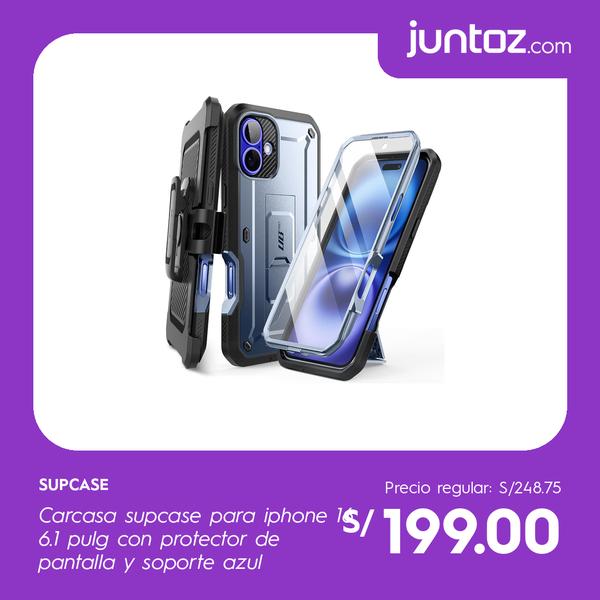 juntoz.com
SUPCASE
Precio regular: S/248.75
Carcasa supcase para iphone
6.1 pulg con protector de
pantalla y soporte azul
S/199.00